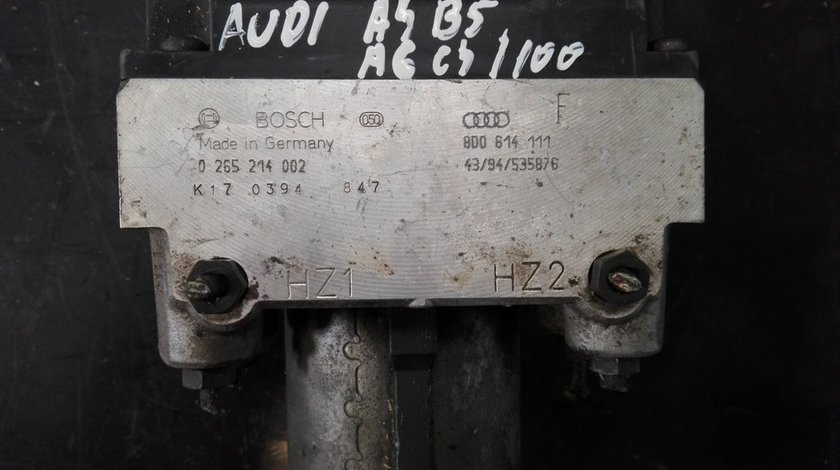 AUDI A4 B5
A6 C4/100
BOSCH 050 F
Made in Germany 8D0 614 111
0 265 214 002 43/94/535876
K17 0394 847
HZ1 HZ2